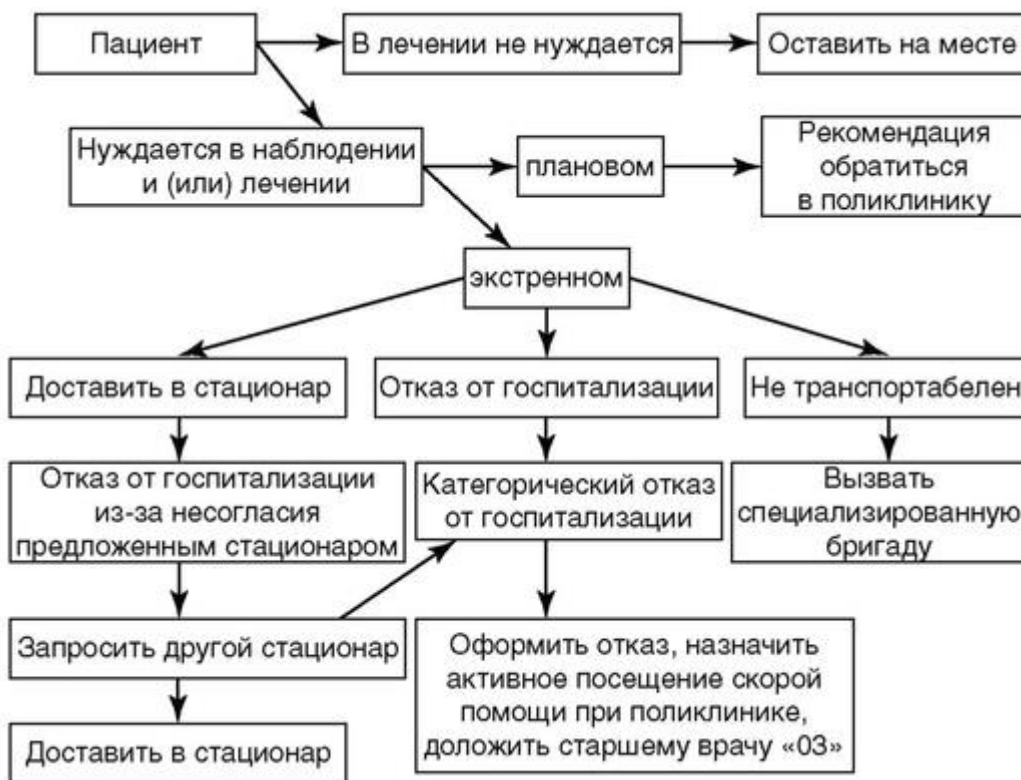 Пациент
В лечении не нуждается
Оставить на месте
Нуждается в наблюдении
и (или) лечении
плановом
Рекомендация
обратиться
в поликлинику
экстренном
Доставить в стационар
Отказ от госпитализации
Не транспортабелен
Отказ от госпитализации
из-за несогласия
предложенным стационаром
Категорический отказ
от госпитализации
Вызвать
специализированную
бригаду
Запросить другой стационар
Оформить отказ, назначить
активное посещение скорой
помощи при поликлинике,
доложить старшему врачу «03»
Доставить в стационар